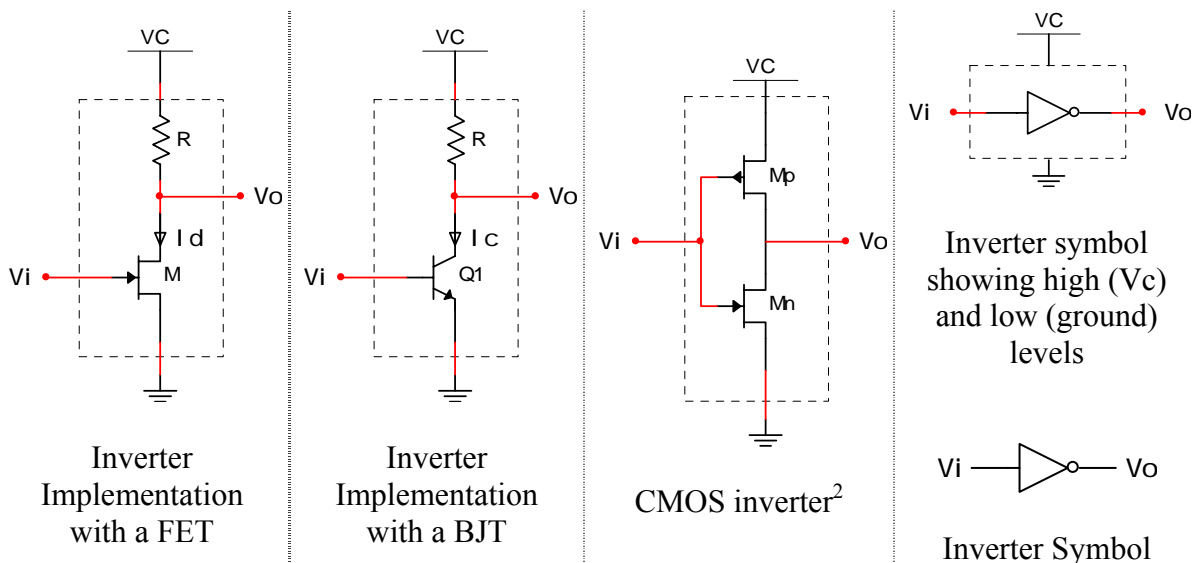 VC
R
Vo
Id
Vi
M
Inverter
Implementation
with a FET
VC
R
Vo
Ic
Vi
Q1
Inverter
Implementation
with a BJT
VC
Mp
Vi
Vo
Mn
CMOS inverter²
VC
Vi
Vo
Inverter symbol
showing high (Vc)
and low (ground)
levels
Vi
Vo
Inverter Symbol